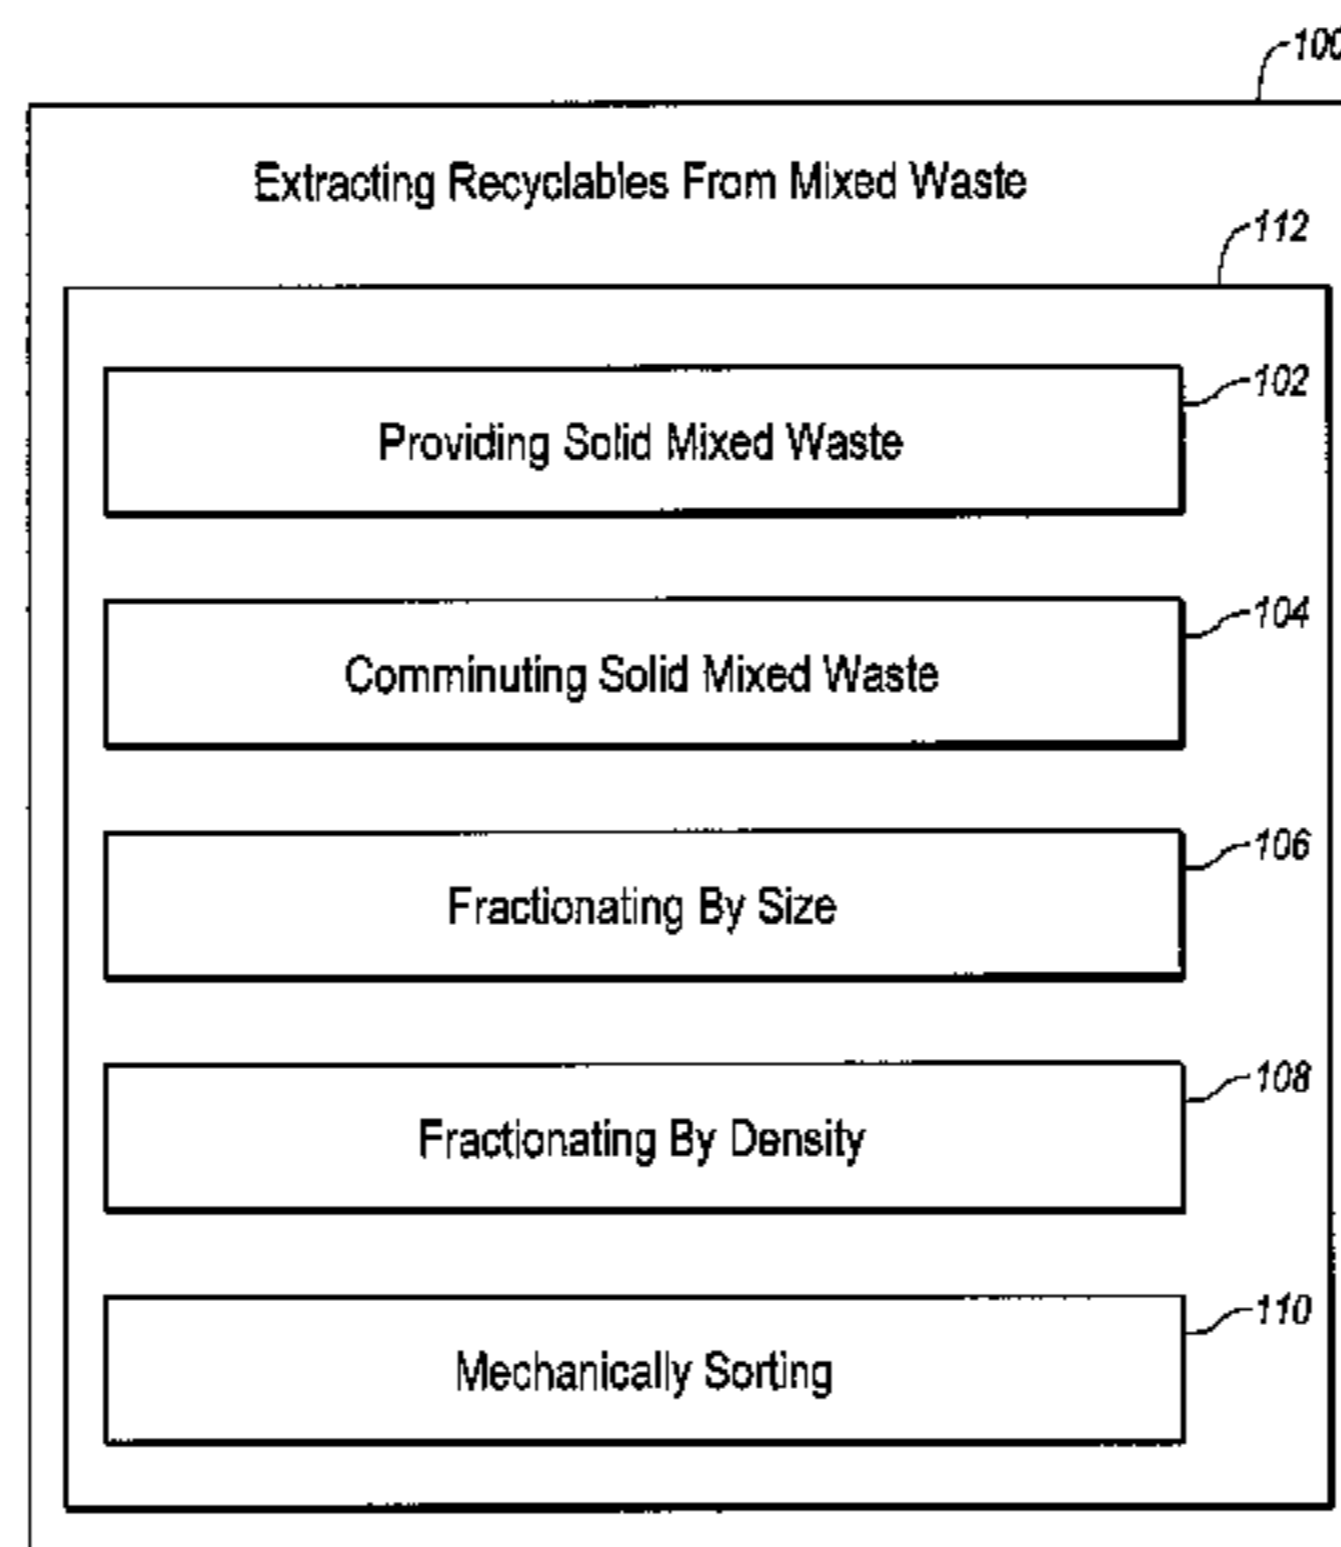 100
Extracting Recyclables From Mixed Waste
112
102
Providing Solid Mixed Waste
104
Comminuting Solid Mixed Waste
106
Fractionating By Size
108
Fractionating By Density
110
Mechanically Sorting